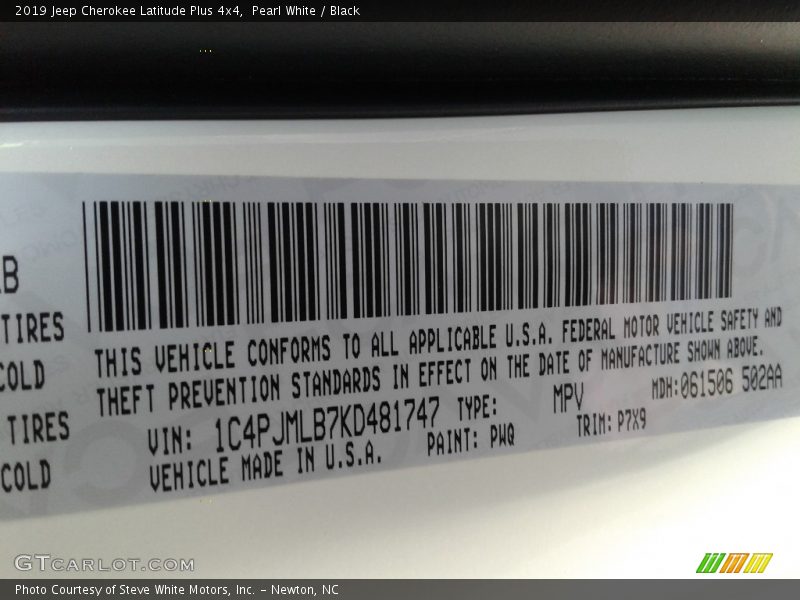 2019 Jeep Cherokee Latitude Plus 4x4,  Pearl White / Black
B
TIRES
COLD
TIRES
COLD
THIS VEHICLE CONFORMS TO ALL APPLICABLE U.S.A. FEDERAL MOTOR VEHICLE SAFETY AND
THEFT PREVENTION STANDARDS IN EFFECT ON THE DATE OF MANUFACTURE SHOWN ABOVE.
VIN: 1C4PJMLB7KD481747 TYPE: MPV MDH:061506 502AA
VEHICLE MADE IN U.S.A. PAINT: PWQ TRIM: P7X9
GTCARLOT.COM
Photo Courtesy of Steve White Motors, Inc. – Newton, NC